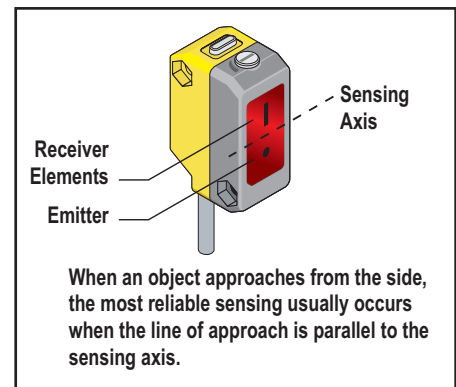 Sensing
Axis
Receiver
Elements
Emitter
When an object approaches from the side,
the most reliable sensing usually occurs
when the line of approach is parallel to the
sensing axis.